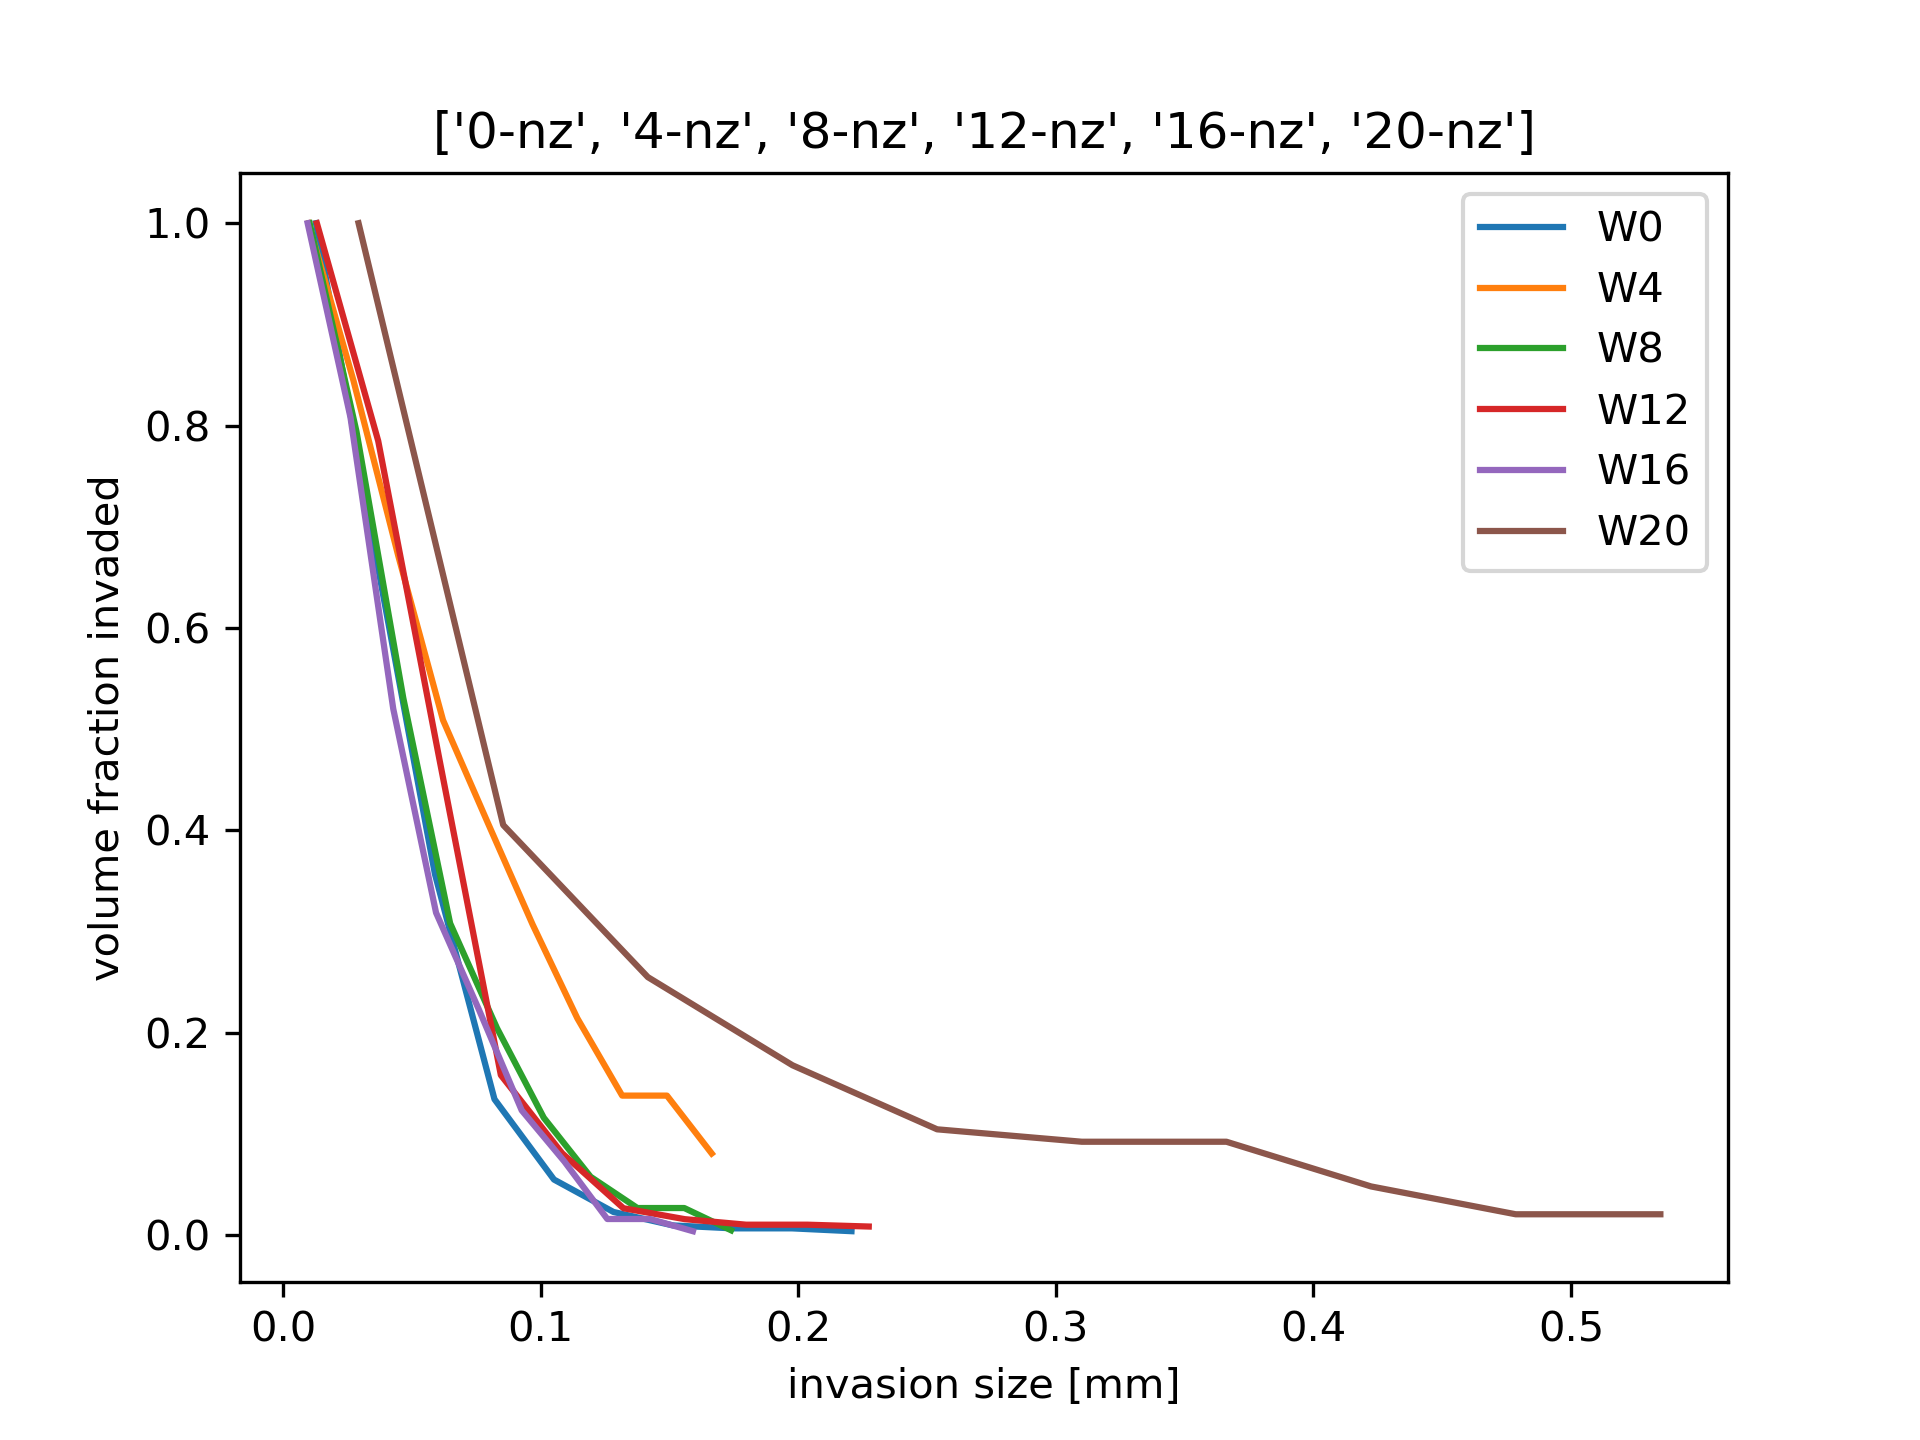 ['0-nz', '4-nz', '8-nz', '12-nz', '16-nz', '20-nz']
W0
W4
W8
W12
W16
W20
volume fraction invaded
1.0
0.8
0.6
0.4
0.2
0.0
0.0 0.1 0.2 0.3 0.4 0.5
invasion size [mm]